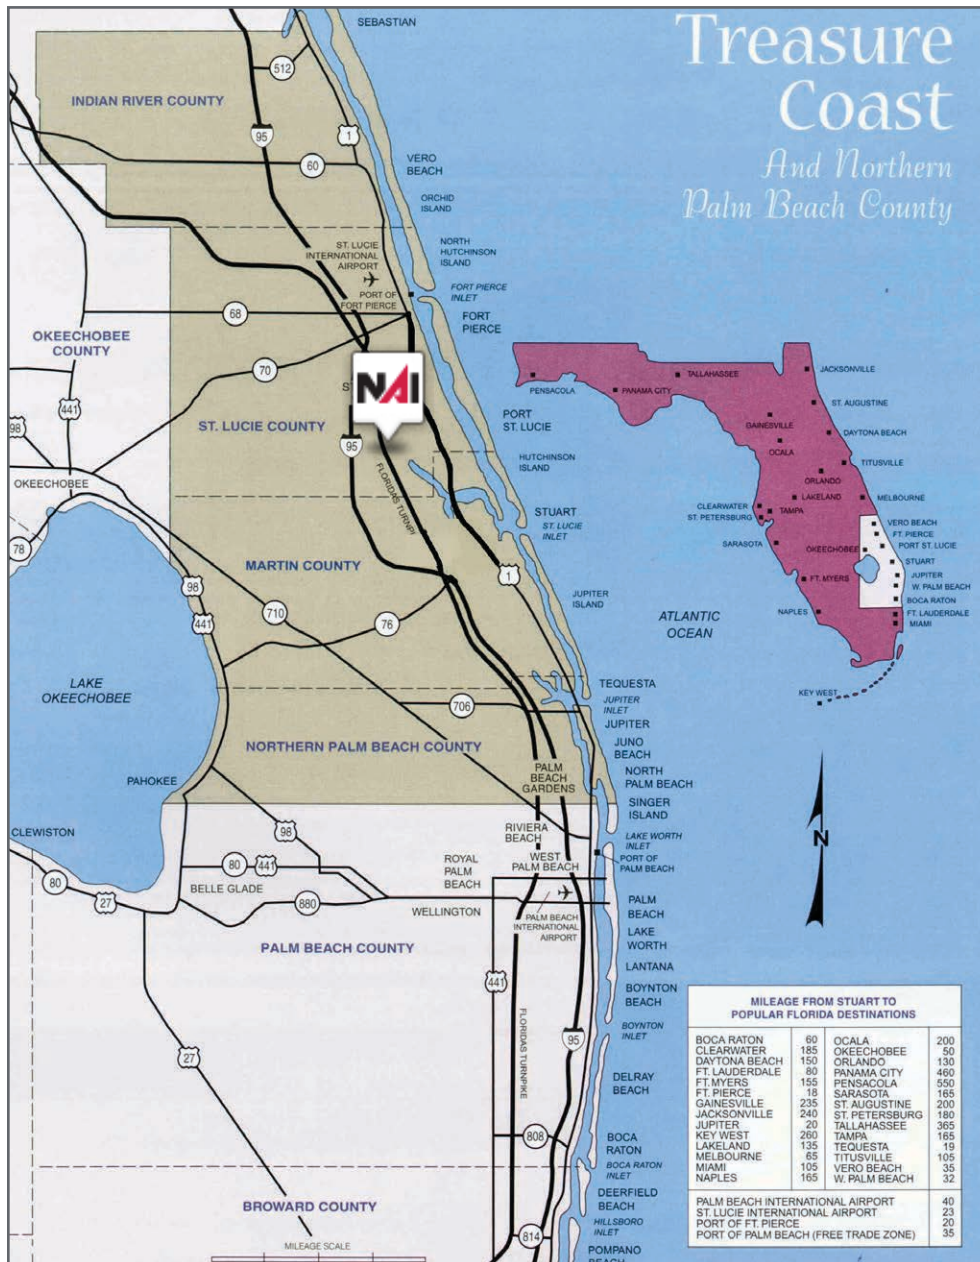 Treasure
Coast
And Northern
Palm Beach County
SEBASTIAN
512
INDIAN RIVER COUNTY
95
1
60
VERO
BEACH
ORCHID
ISLAND
ST. LUCIE
INTERNATIONAL
AIRPORT
NORTH
HUTCHINSON
ISLAND
PORT OF
FORT PIERCE
FORT PIERCE
INLET
68
FORT
PIERCE
OKEECHOBEE
COUNTY
70
NAI
441
98
ST. LUCIE COUNTY
95
PORT
ST. LUCIE
HUTCHINSON
ISLAND
OKEECHOBEE
FLORIDAS TURNPI
STUART
ST. LUCIE
INLET
78
MARTIN COUNTY
98
441
710
76
1
JUPITER
ISLAND
LAKE
OKEECHOBEE
TEQUESTA
706
JUPITER
INLET
JUPITER
NORTHERN PALM BEACH COUNTY
JUNO
BEACH
PAHOKEE
PALM
BEACH
GARDENS
NORTH
PALM BEACH
SINGER
ISLAND
CLEWISTON
98
RIVIERA
BEACH
LAKE WORTH
INLET
80
441
ROYAL
PALM
BEACH
WEST
PALM BEACH
PORT OF
PALM BEACH
80
27
BELLE GLADE
880
WELLINGTON
PALM BEACH
INTERNATIONAL
AIRPORT
PALM
BEACH
LAKE
WORTH
PALM BEACH COUNTY
LANTANA
441
BOYNTON
BEACH
27
FLORIDAS TURNPIKE
95
BOYNTON
INLET
DELRAY
BEACH
808
BOCA
RATON
BOCA RATON
INLET
BROWARD COUNTY
DEERFIELD
BEACH
HILLSBORO
INLET
814
MILEAGE SCALE
POMPANO
BEACH
PENSACOLA
PANAMA CITY
TALLAHASSEE
JACKSONVILLE
ST. AUGUSTINE
GAINESVILLE
OCALA
DAYTONA BEACH
TITUSVILLE
ORLANDO
LAKELAND
MELBOURNE
CLEARWATER
ST. PETERSBURG
TAMPA
VERO BEACH
FT. PIERCE
SARASOTA
OKEECHOBEE
PORT ST. LUCIE
STUART
FT. MYERS
JUPITER
W. PALM BEACH
BOCA RATON
NAPLES
FT. LAUDERDALE
MIAMI
ATLANTIC
OCEAN
KEY WEST
N
MILEAGE FROM STUART TO
POPULAR FLORIDA DESTINATIONS
BOCA RATON 60 OCALA 200
CLEARWATER 185 OKEECHOBEE 50
DAYTONA BEACH 150 ORLANDO 130
FT. LAUDERDALE 80 PANAMA CITY 460
FT.MYERS 155 PENSACOLA 550
FT. PIERCE 18 SARASOTA 165
GAINESVILLE 235 ST. AUGUSTINE 200
JACKSONVILLE 240 ST. PETERSBURG 180
JUPITER 20 TALLAHASSEE 365
KEY WEST 260 TAMPA 165
LAKELAND 135 TEQUESTA 19
MELBOURNE 65 TITUSVILLE 105
MIAMI 105 VERO BEACH 35
NAPLES 165 W. PALM BEACH 32
PALM BEACH INTERNATIONAL AIRPORT 40
ST. LUCIE INTERNATIONAL AIRPORT 23
PORT OF FT. PIERCE 20
PORT OF PALM BEACH (FREE TRADE ZONE) 35